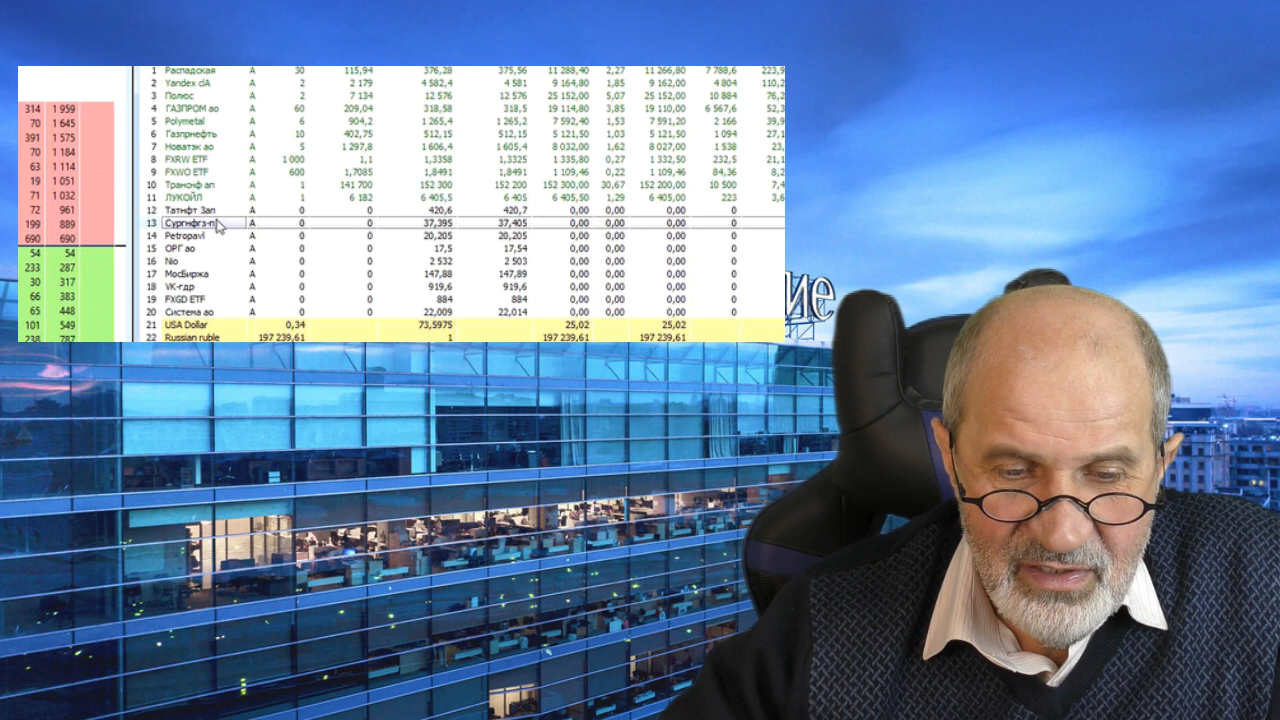 314 1 959
70 1 645
391 1 575
70 1 184
63 1 114
19 1 051
71 1 032
72 961
199 889
690 690
54 54
233 287
30 317
66 383
65 448
101 549
238 787
1 Распадская A 30 115,94 376,28 375,56 11 288,40 2,27 11 266,80 7 788,6 223,9
2 Yandex clA A 2 2 179 4 582,4 4 581 9 164,80 1,85 9 162,00 4 804 110,2
3 Полюс A 2 7 134 12 576 12 576 25 152,00 5,07 25 152,00 10 884 76,2
4 ГАЗПРОМ ао A 60 209,04 318,58 318,5 19 114,80 3,85 19 110,00 6 567,6 52,3
5 Polymetal A 6 904,2 1 265,4 1 265,2 7 592,40 1,53 7 591,20 2 166 39,9
6 Газпрнефть A 10 402,75 512,15 512,15 5 121,50 1,03 5 121,50 1 094 27,1
7 Новатэк ао A 5 1 297,8 1 606,4 1 605,4 8 032,00 1,62 8 027,00 1 538 23,
8 FXRW ETF A 1 000 1,1 1,3358 1,3325 1 335,80 0,27 1 332,50 232,5 21,1
9 FXWO ETF A 600 1,7085 1,8491 1,8491 1 109,46 0,22 1 109,46 84,36 8,2
10 Транснф ап A 1 141 700 152 300 152 200 152 300,00 30,67 152 200,00 10 500 7,4
11 ЛУКОЙЛ A 1 6 182 6 405,5 6 405 6 405,50 1,29 6 405,00 223 3,6
12 Татнфт 3ап A 0 0 420,6 420,7 0,00 0,00 0,00 0
13 Сургнфгз-п A 0 0 37,395 37,405 0,00 0,00 0,00 0
14 Petropavl A 0 0 20,205 20,205 0,00 0,00 0,00 0
15 ОРГ ао A 0 0 17,5 17,54 0,00 0,00 0,00 0
16 Nio A 0 0 2 532 2 503 0,00 0,00 0,00 0
17 МосБиржа A 0 0 147,88 147,89 0,00 0,00 0,00 0
18 VK-гдр A 0 0 919,6 919,6 0,00 0,00 0,00 0
19 FXGD ETF A 0 0 884 884 0,00 0,00 0,00 0
20 Система ао A 0 0 22,009 22,014 0,00 0,00 0,00 0
21 USA Dollar 0,34 73,5975 25,02 25,02
22 Russian ruble 197 239,61 1 197 239,61 197 239,61
ие